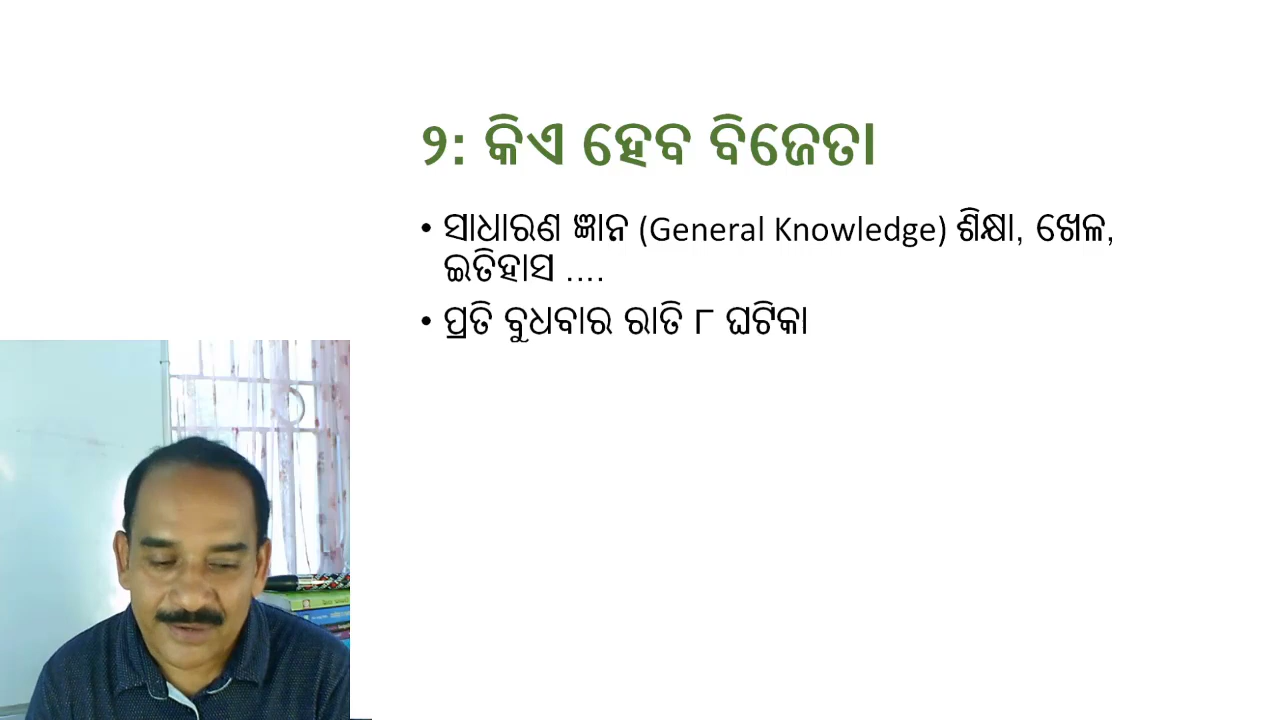 ୨: କିଏ ହେବ ବିଜେତା
• ସାଧାରଣ ଜ୍ଞାନ (General Knowledge) ଶିକ୍ଷା, ଖେଳ,
ଇତିହାସ ....
• ପ୍ରତି ବୁଧବାର ରାତି ୮ ଘଟିକା